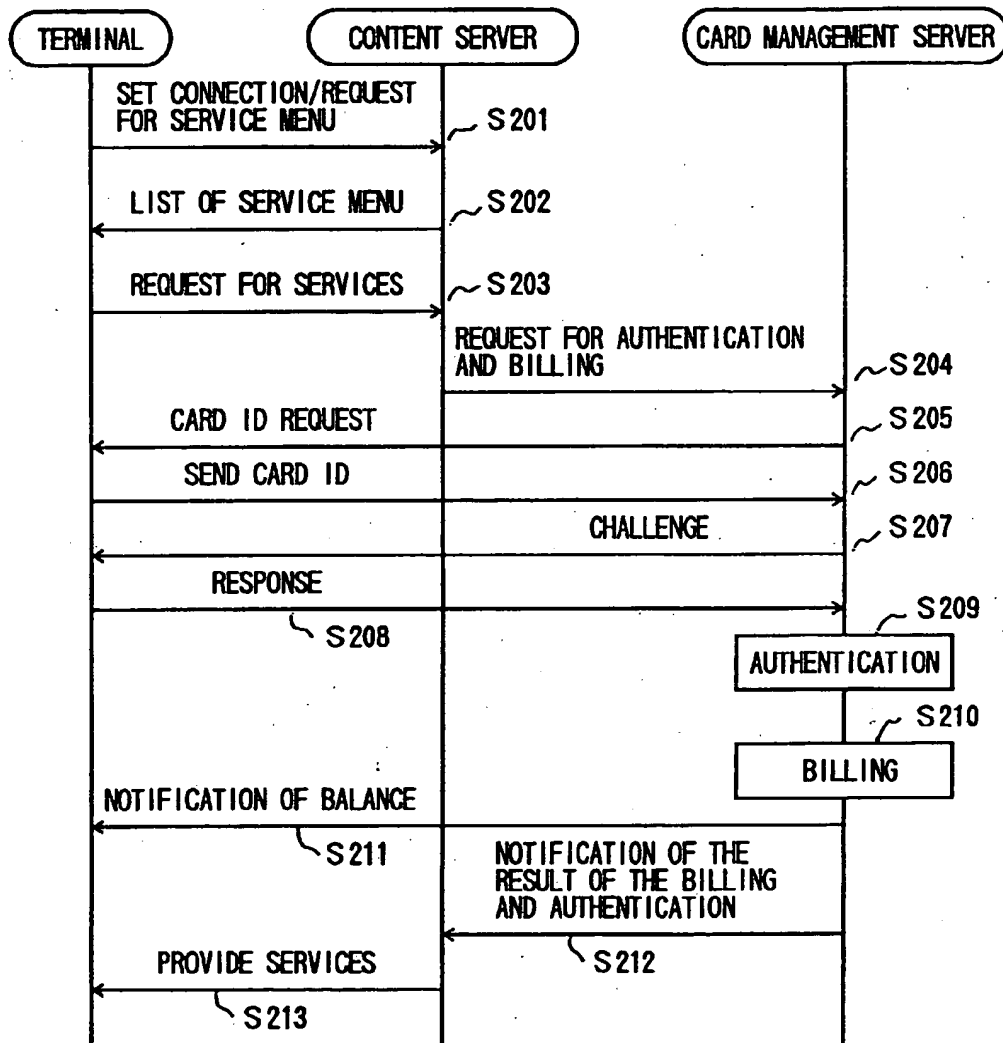 TERMINAL
CONTENT SERVER
CARD MANAGEMENT SERVER
SET CONNECTION/REQUEST
FOR SERVICE MENU
S201
LIST OF SERVICE MENU
S202
REQUEST FOR SERVICES
S203
REQUEST FOR AUTHENTICATION
AND BILLING
S204
CARD ID REQUEST
S205
SEND CARD ID
S206
CHALLENGE
S207
RESPONSE
S208
S209
AUTHENTICATION
S210
BILLING
NOTIFICATION OF BALANCE
S211
NOTIFICATION OF THE
RESULT OF THE BILLING
AND AUTHENTICATION
S212
PROVIDE SERVICES
S213